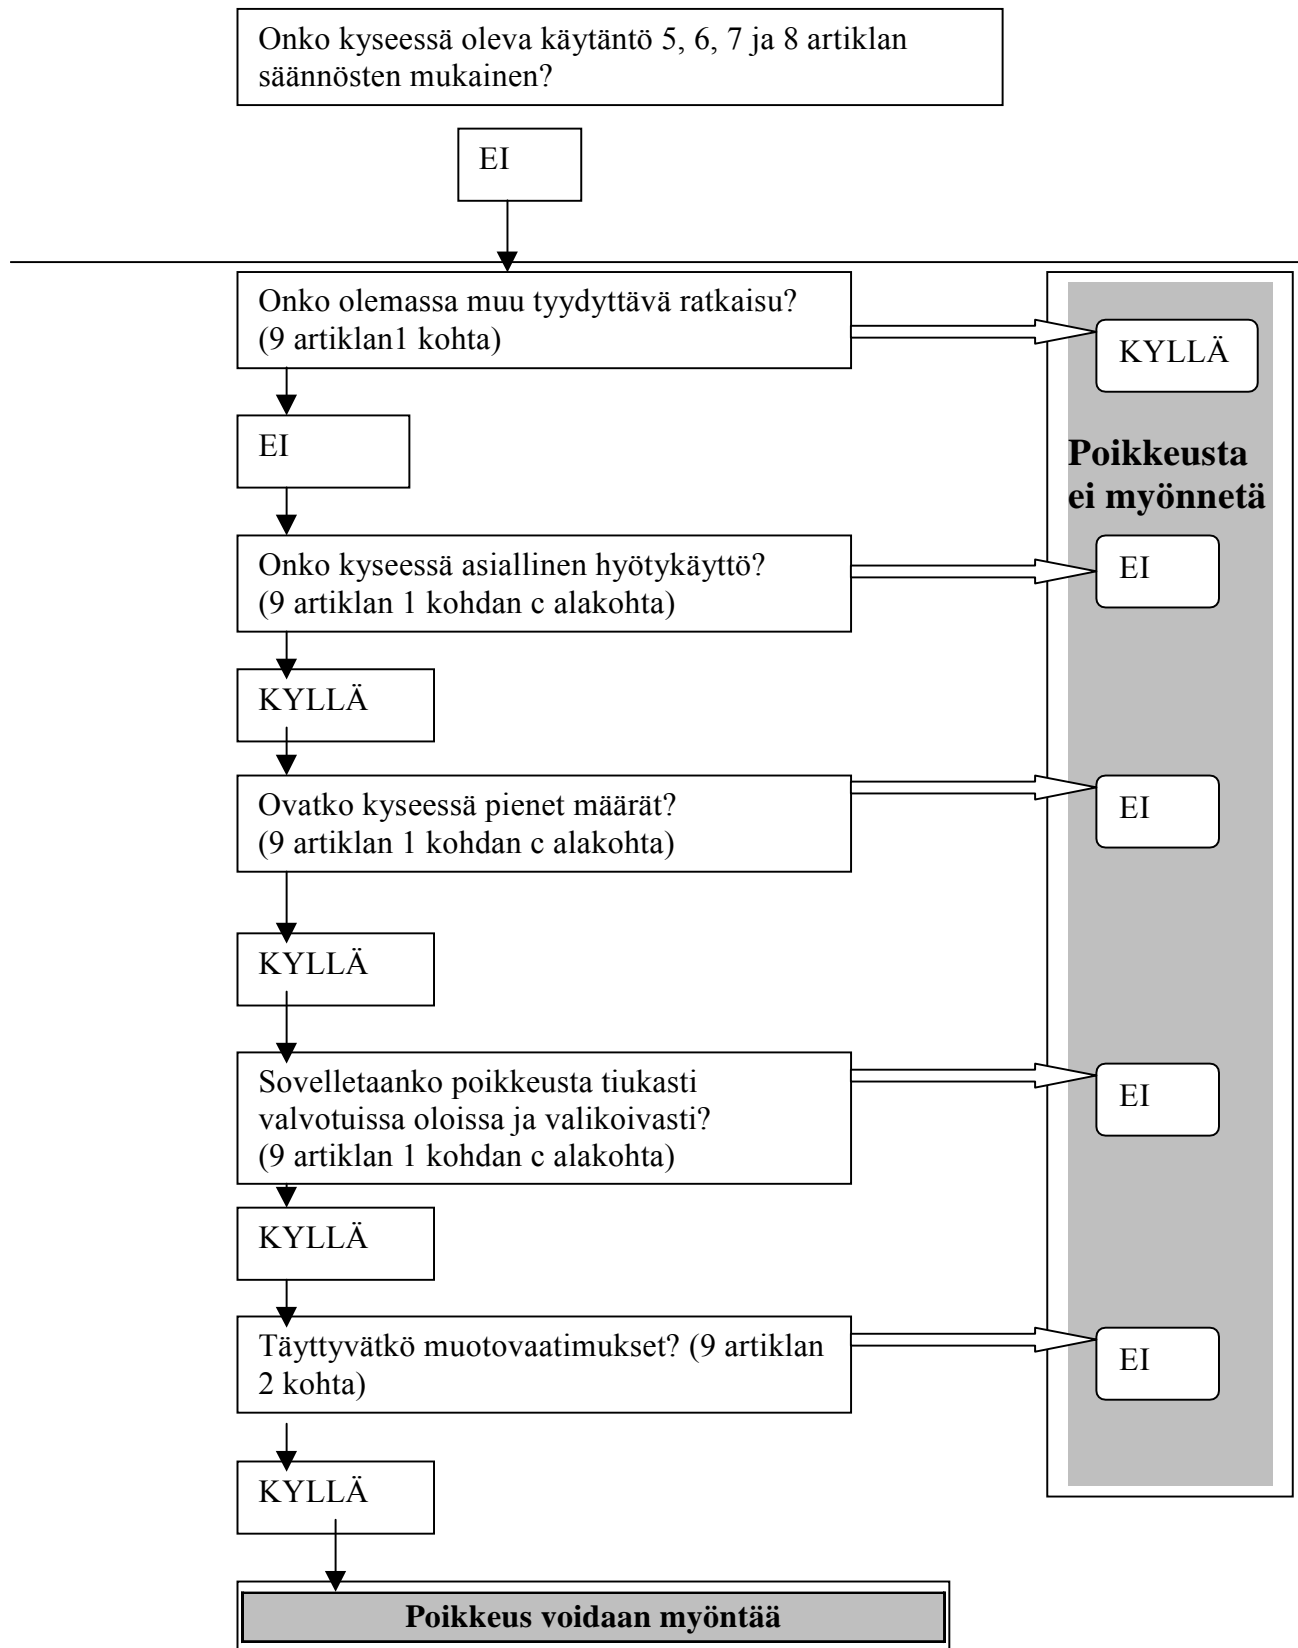 Onko kyseessä oleva käytäntö 5, 6, 7 ja 8 artiklan
säännösten mukainen?
EI
Onko olemassa muu tyydyttävä ratkaisu?
(9 artiklan1 kohta)
KYLLÄ
EI
Poikkeusta
ei myönnetä
Onko kyseessä asiallinen hyötykäyttö?
(9 artiklan 1 kohdan c alakohta)
EI
KYLLÄ
Ovatko kyseessä pienet määrät?
(9 artiklan 1 kohdan c alakohta)
EI
KYLLÄ
Sovelletaanko poikkeusta tiukasti
valvotuissa oloissa ja valikoivasti?
(9 artiklan 1 kohdan c alakohta)
EI
KYLLÄ
Täyttyvätkö muotovaatimukset? (9 artiklan
2 kohta)
EI
KYLLÄ
Poikkeus voidaan myöntää